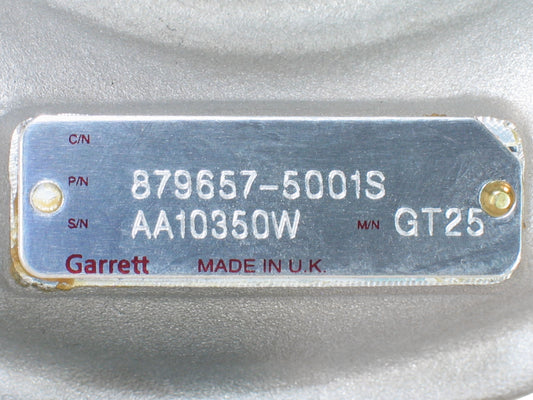 C/N
P/N 879657-5001S
S/N AA10350W M/N GT25
Garrett MADE IN U.K.